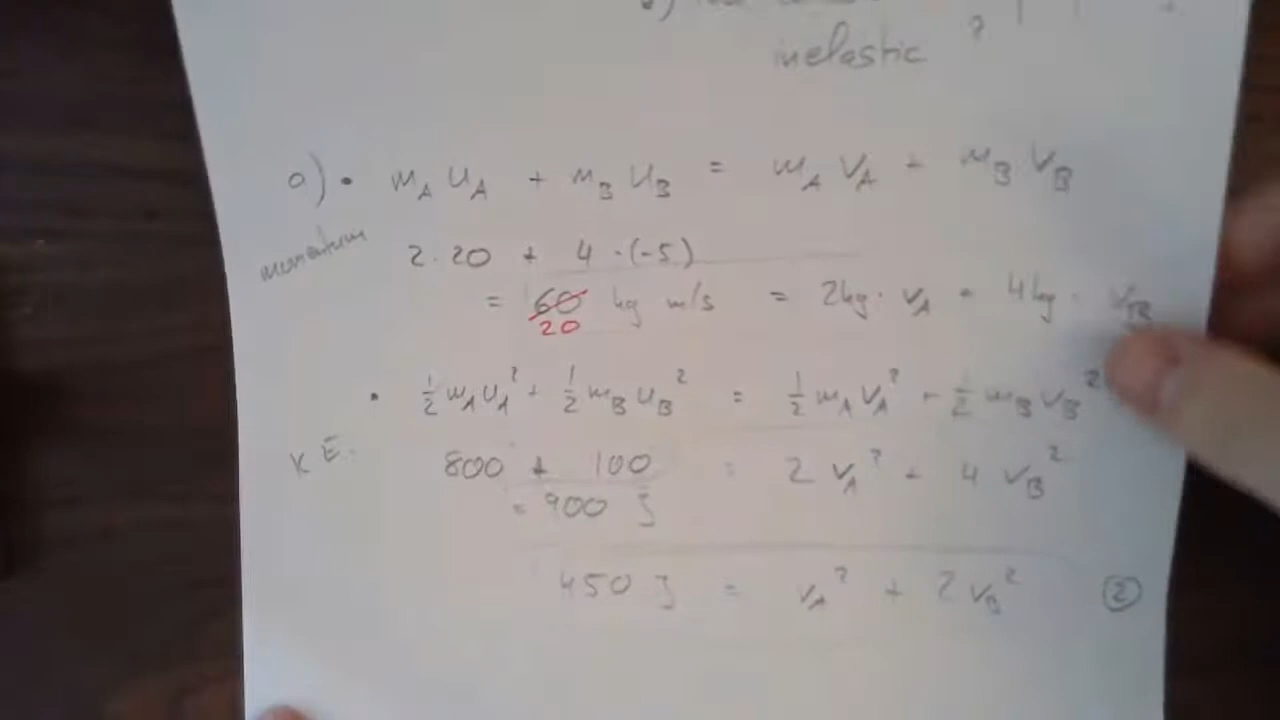 inelastic ?
a) • m_A u_A + m_B u_B = m_A v_A + m_B v_B
momentum
2 · 20 + 4 · (-5)
= 60 kg m/s = 2kg · v_A + 4kg · v_B
20
• 1/2 m_A u_A² + 1/2 m_B u_B² = 1/2 m_A v_A² + 1/2 m_B v_B²
KE.
800 + 100 = 2 v_A² + 4 v_B²
= 900 J
450 J = v_A² + 2 v_B² ②